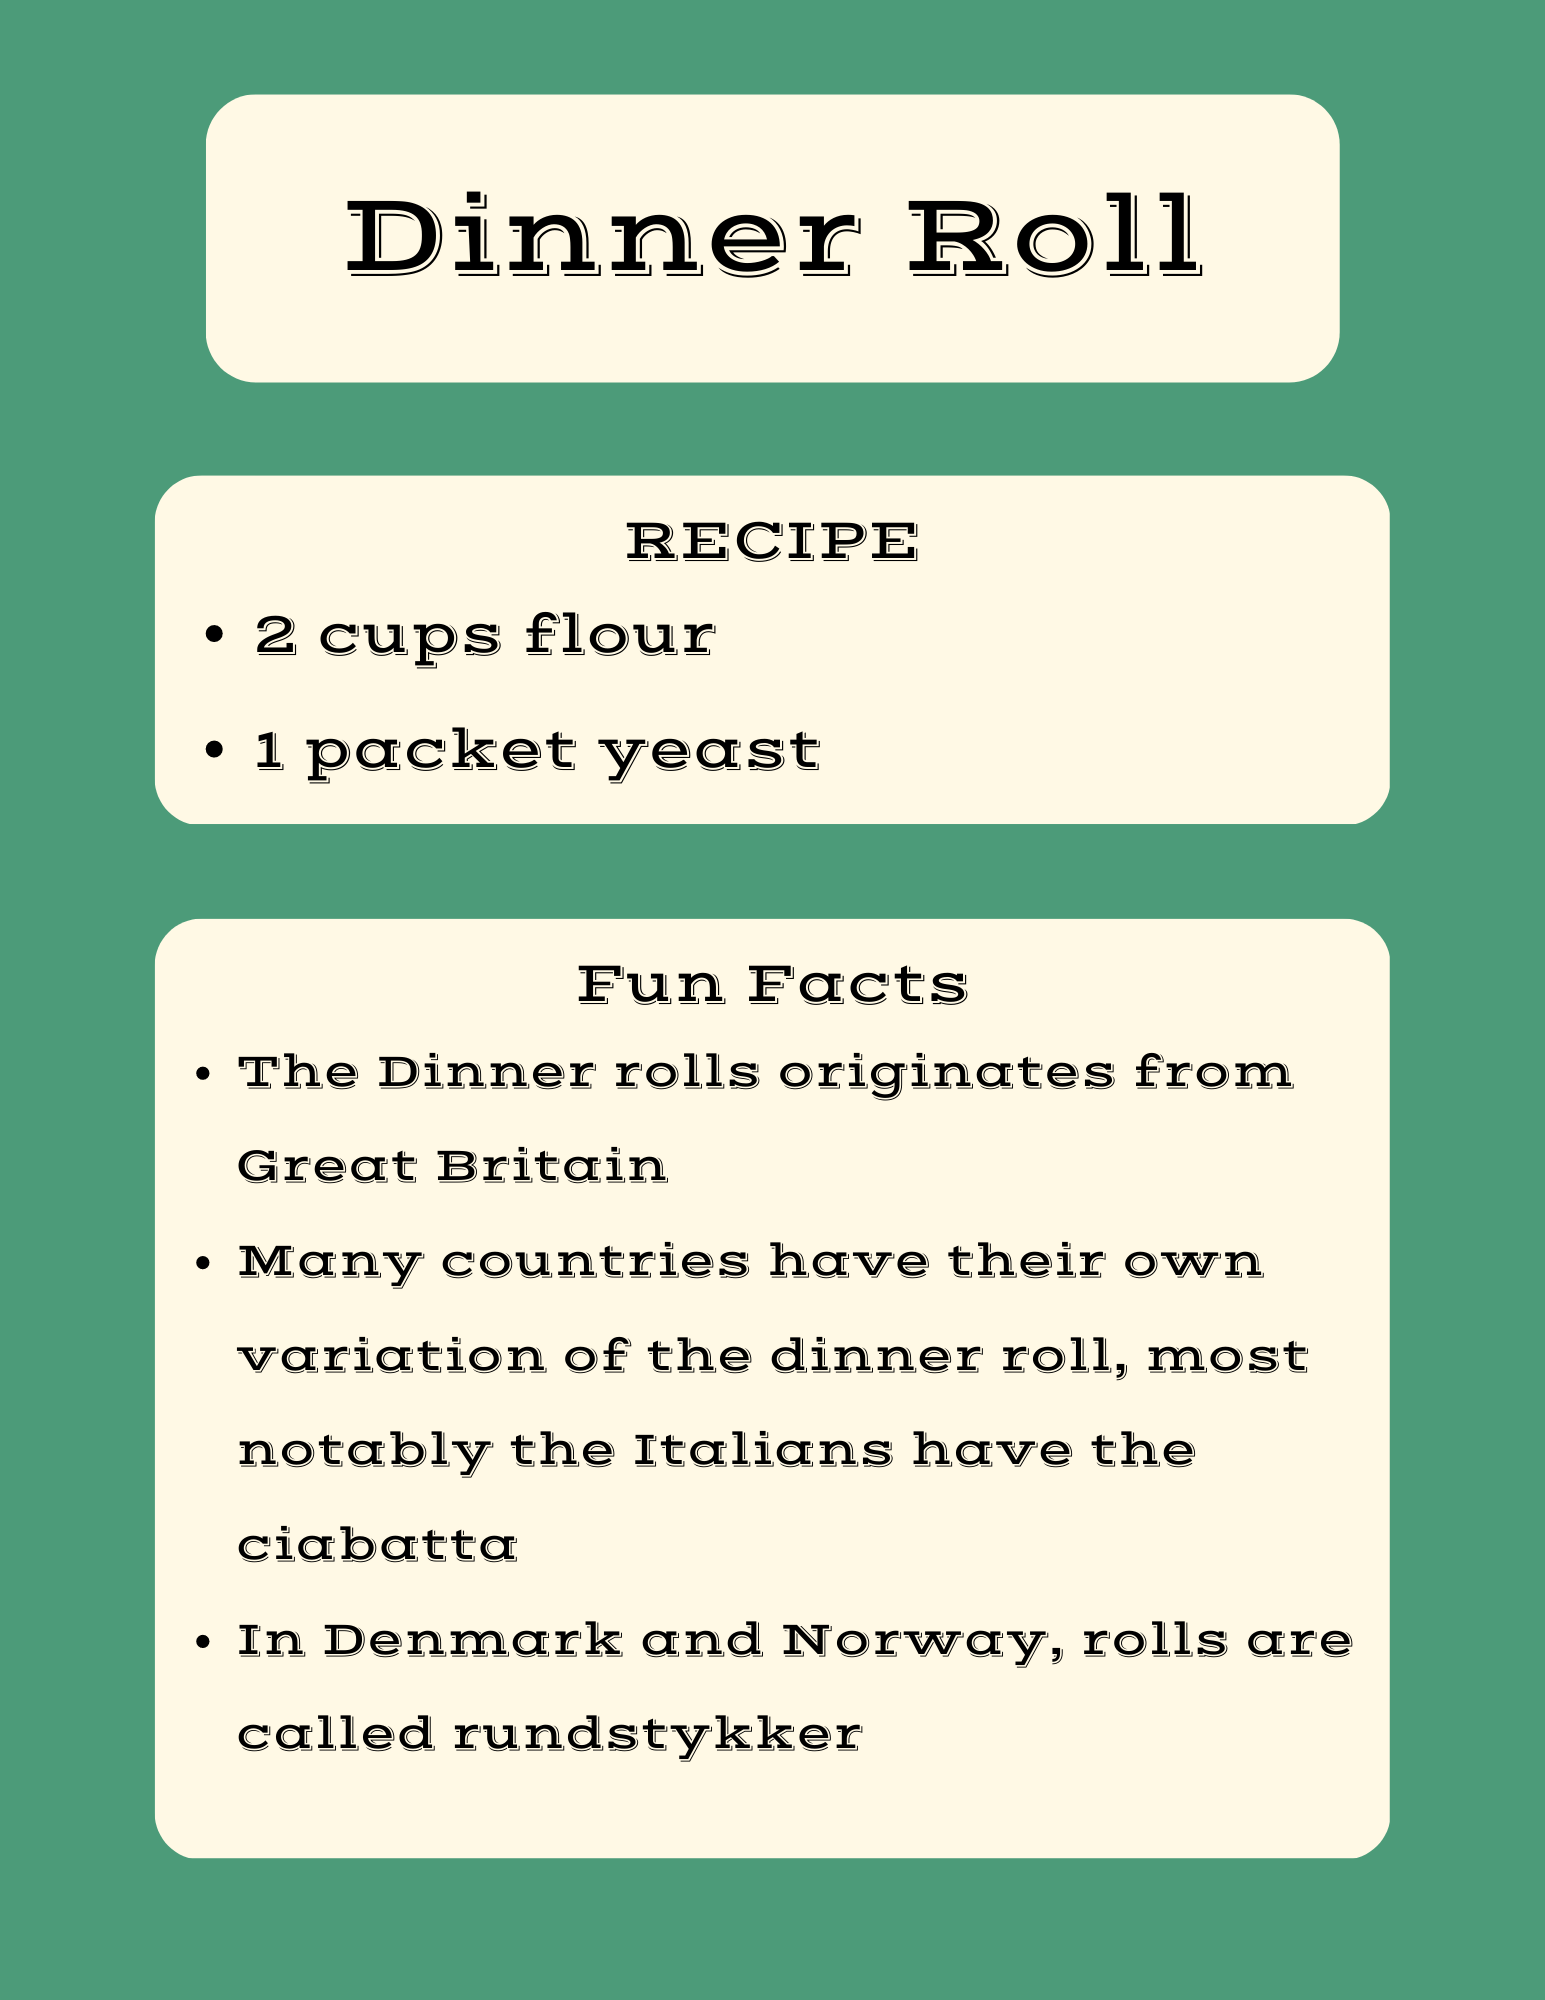 Dinner Roll
RECIPE
• 2 cups flour
• 1 packet yeast
Fun Facts
• The Dinner rolls originates from
Great Britain
• Many countries have their own
variation of the dinner roll, most
notably the Italians have the
ciabatta
• In Denmark and Norway, rolls are
called rundstykker